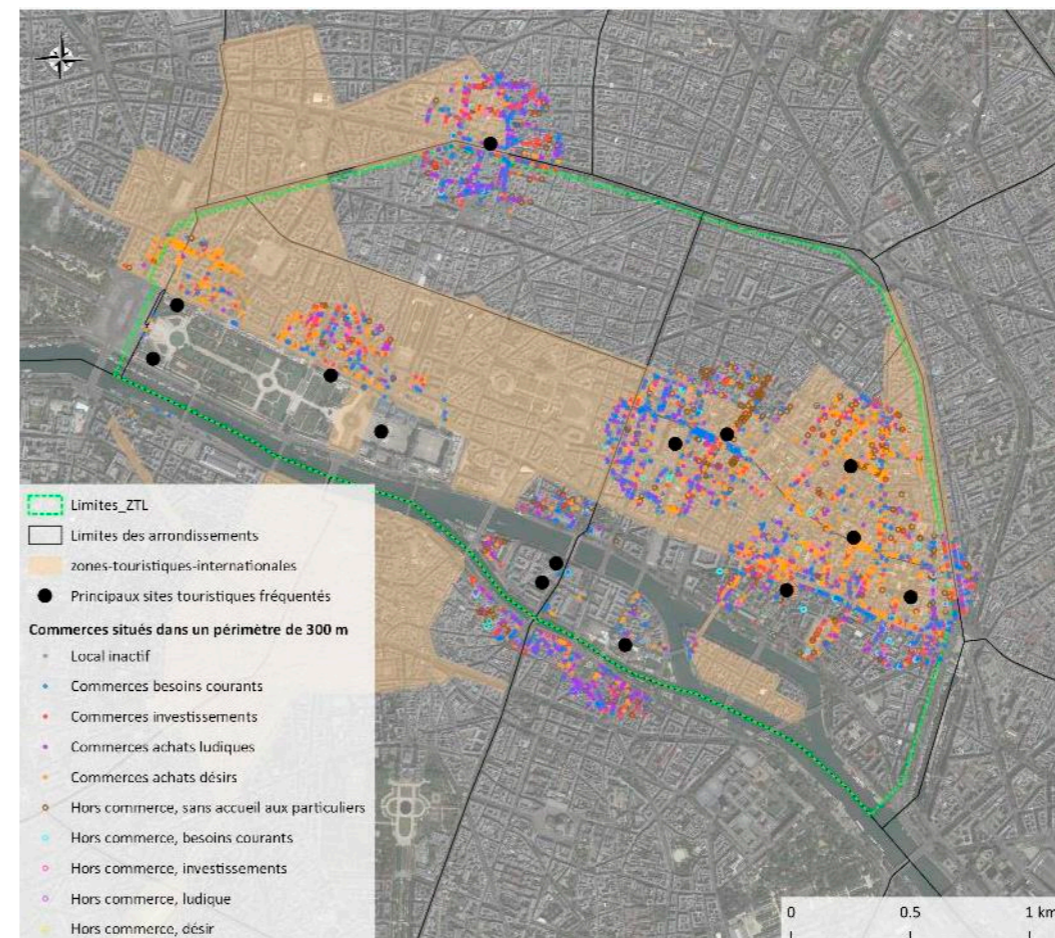 Limites_ZTL
Limites des arrondissements
zones-touristiques-internationales
Principaux sites touristiques fréquentés
Commerces situés dans un périmètre de 300 m
Local inactif
Commerces besoins courants
Commerces investissements
Commerces achats ludiques
Commerces achats désirs
Hors commerce, sans accueil aux particuliers
Hors commerce, besoins courants
Hors commerce, investissements
Hors commerce, ludique
Hors commerce, désir
0 0.5 1 km